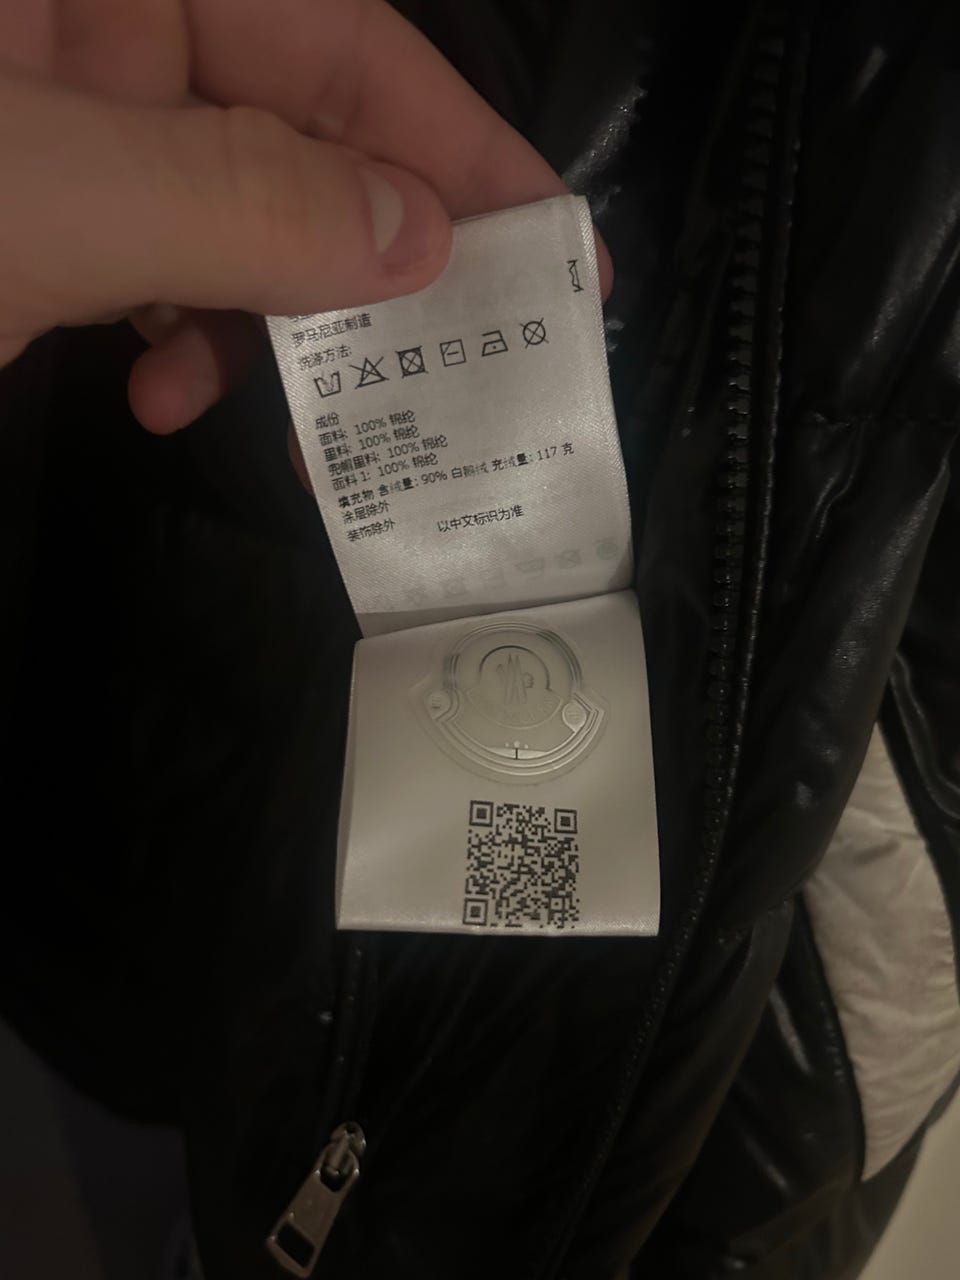 罗马尼亚制造
洗涤方法:
成份
面料: 100% 锦纶
里料: 100% 锦纶
兜帽里料: 100% 锦纶
面料 1: 100% 锦纶
填充物 含绒量: 90% 白鹅绒 充绒量: 117 克
涂层除外
装饰除外 以中文标识为准